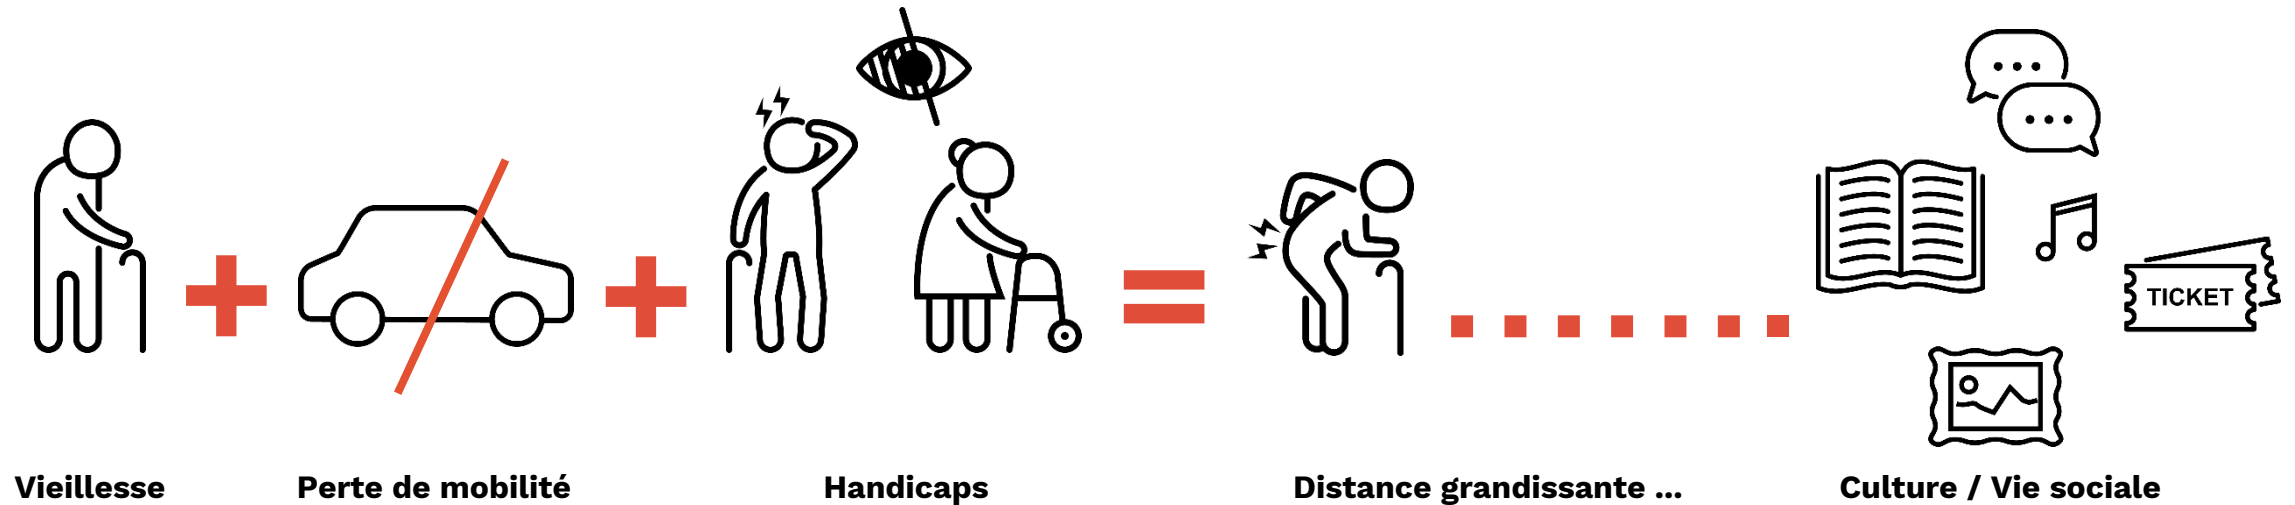 TICKET
Vieillesse
Perte de mobilité
Handicaps
Distance grandissante ...
Culture / Vie sociale